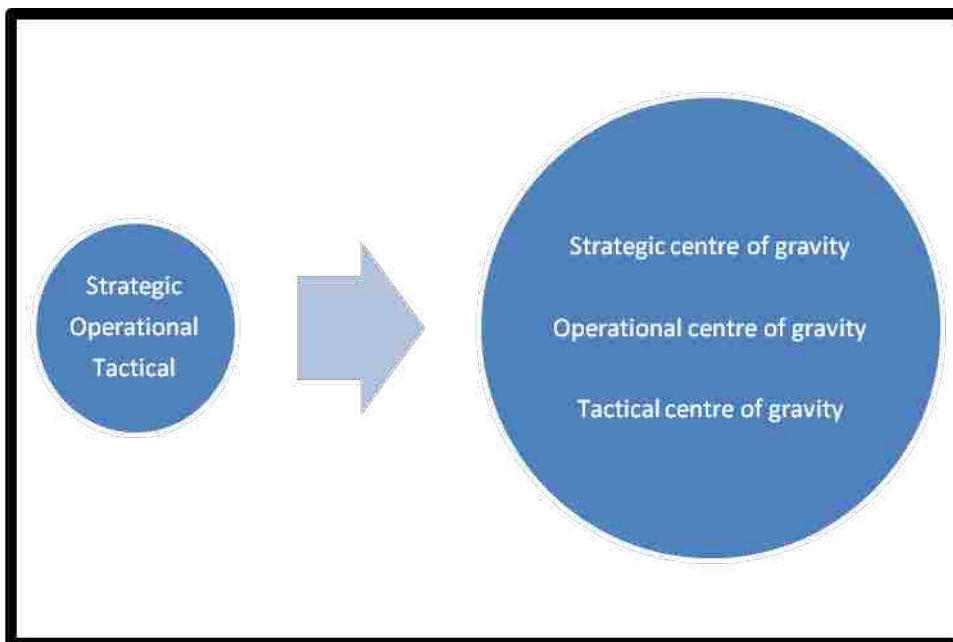 Strategic
Operational
Tactical
Strategic centre of gravity
Operational centre of gravity
Tactical centre of gravity